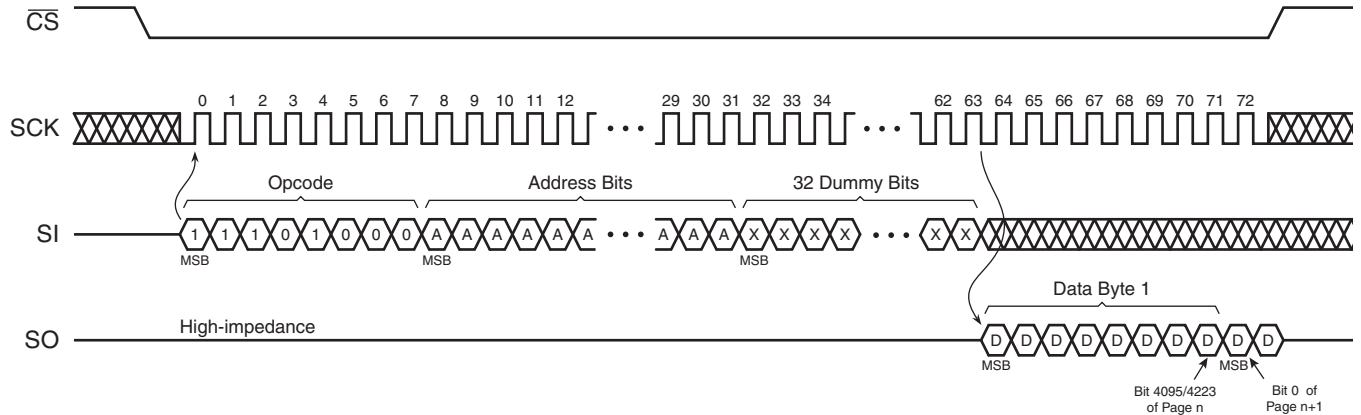 CS
SCK
0 1 2 3 4 5 6 7 8 9 10 11 12 29 30 31 32 33 34 62 63 64 65 66 67 68 69 70 71 72
Opcode Address Bits 32 Dummy Bits
SI
1 1 1 0 1 0 0 0 A A A A A A A A A X X X X X X
MSB MSB MSB
Data Byte 1
SO
High-impedance
D D D D D D D D D D
MSB MSB
Bit 4095/4223
of Page n
Bit 0 of
Page n+1